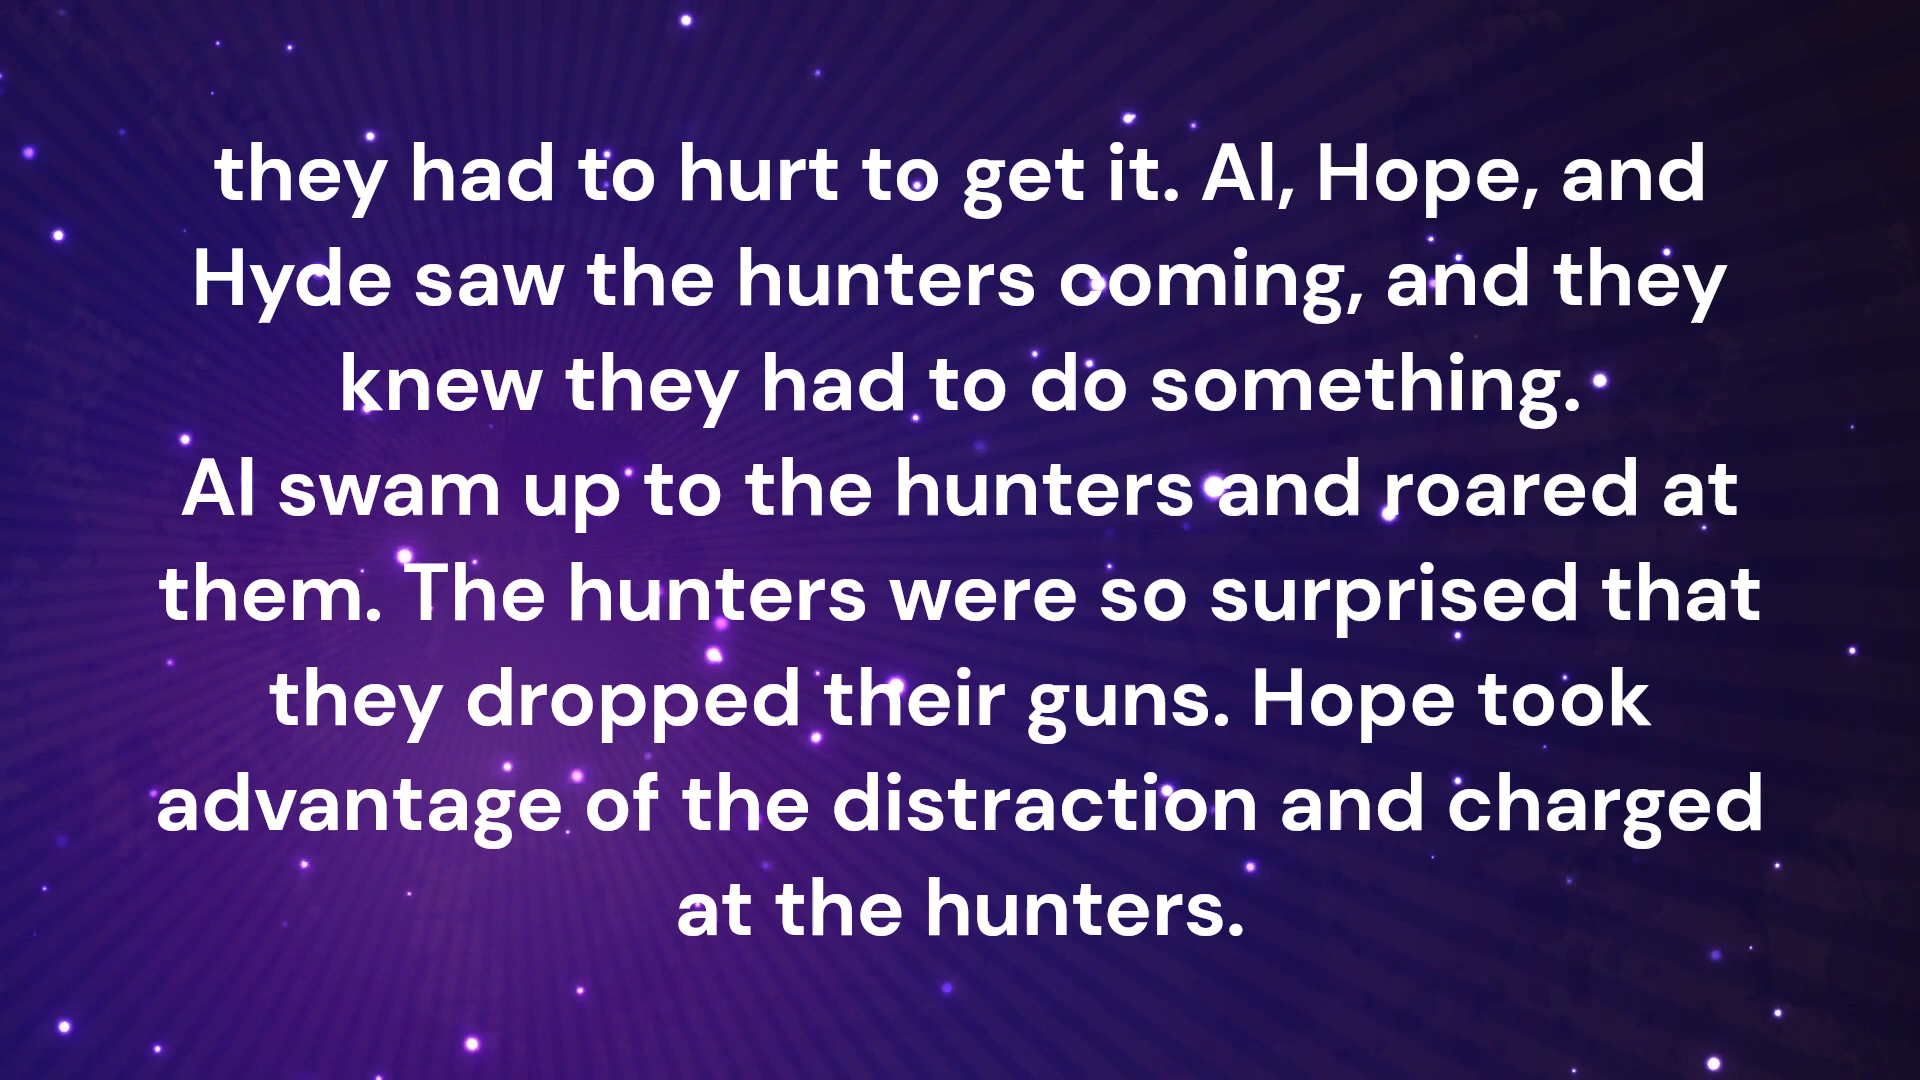 they had to hurt to get it. Al, Hope, and
Hyde saw the hunters coming, and they
knew they had to do something.
Al swam up to the hunters and roared at
them. The hunters were so surprised that
they dropped their guns. Hope took
advantage of the distraction and charged
at the hunters.